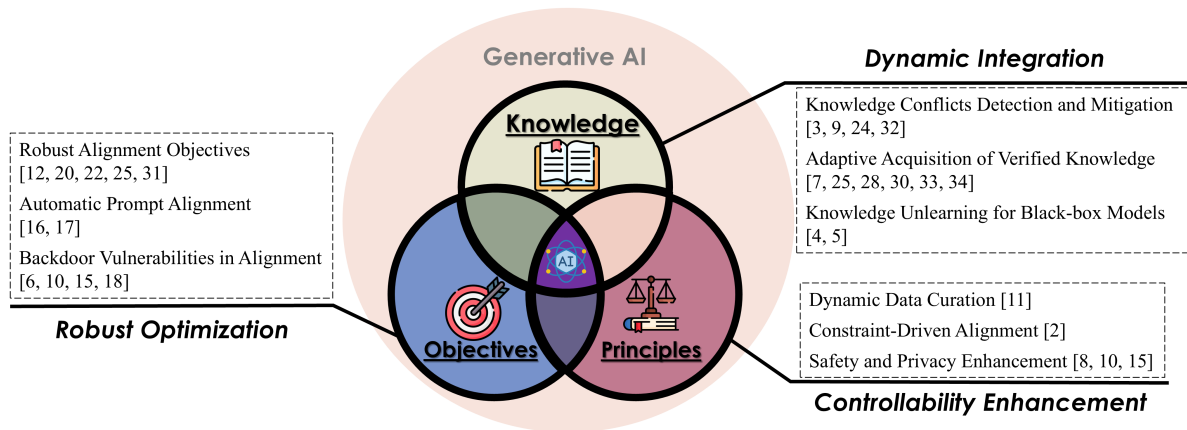 Generative AI
Dynamic Integration
Knowledge Conflicts Detection and Mitigation
[3, 9, 24, 32]
Adaptive Acquisition of Verified Knowledge
[7, 25, 28, 30, 33, 34]
Knowledge Unlearning for Black-box Models
[4, 5]
Knowledge
Robust Alignment Objectives
[12, 20, 22, 25, 31]
Automatic Prompt Alignment
[16, 17]
Backdoor Vulnerabilities in Alignment
[6, 10, 15, 18]
Robust Optimization
AI
Objectives
Principles
Dynamic Data Curation [11]
Constraint-Driven Alignment [2]
Safety and Privacy Enhancement [8, 10, 15]
Controllability Enhancement